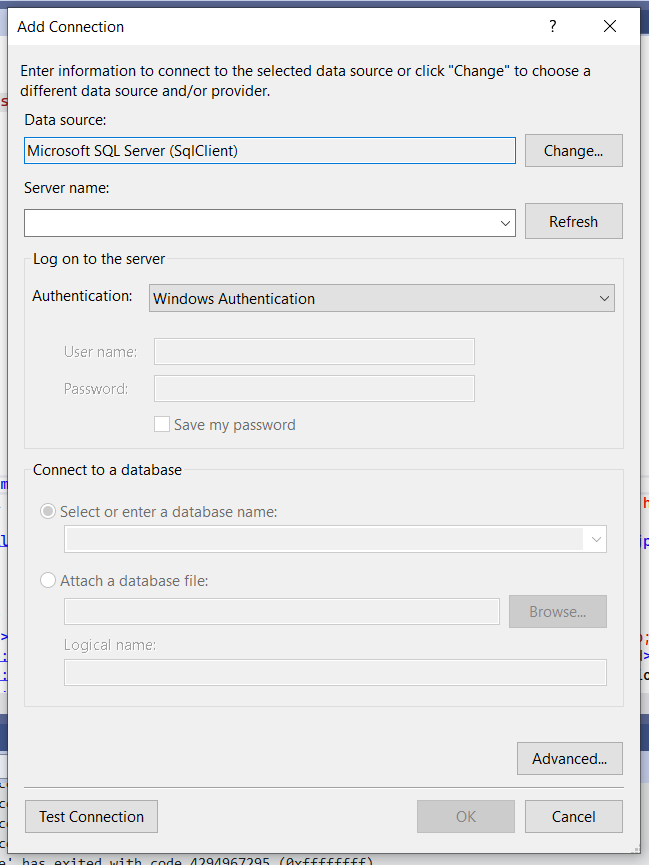 Add Connection
?
Enter information to connect to the selected data source or click "Change" to choose a
different data source and/or provider.
Data source:
Microsoft SQL Server (SqlClient)
Change...
Server name:
Refresh
Log on to the server
Authentication:
Windows Authentication
User name:
Password:
Save my password
Connect to a database
Select or enter a database name:
Attach a database file:
Browse...
Logical name:
Advanced...
Test Connection
OK
Cancel
has exited with code 4294967295 (0xffffffff)